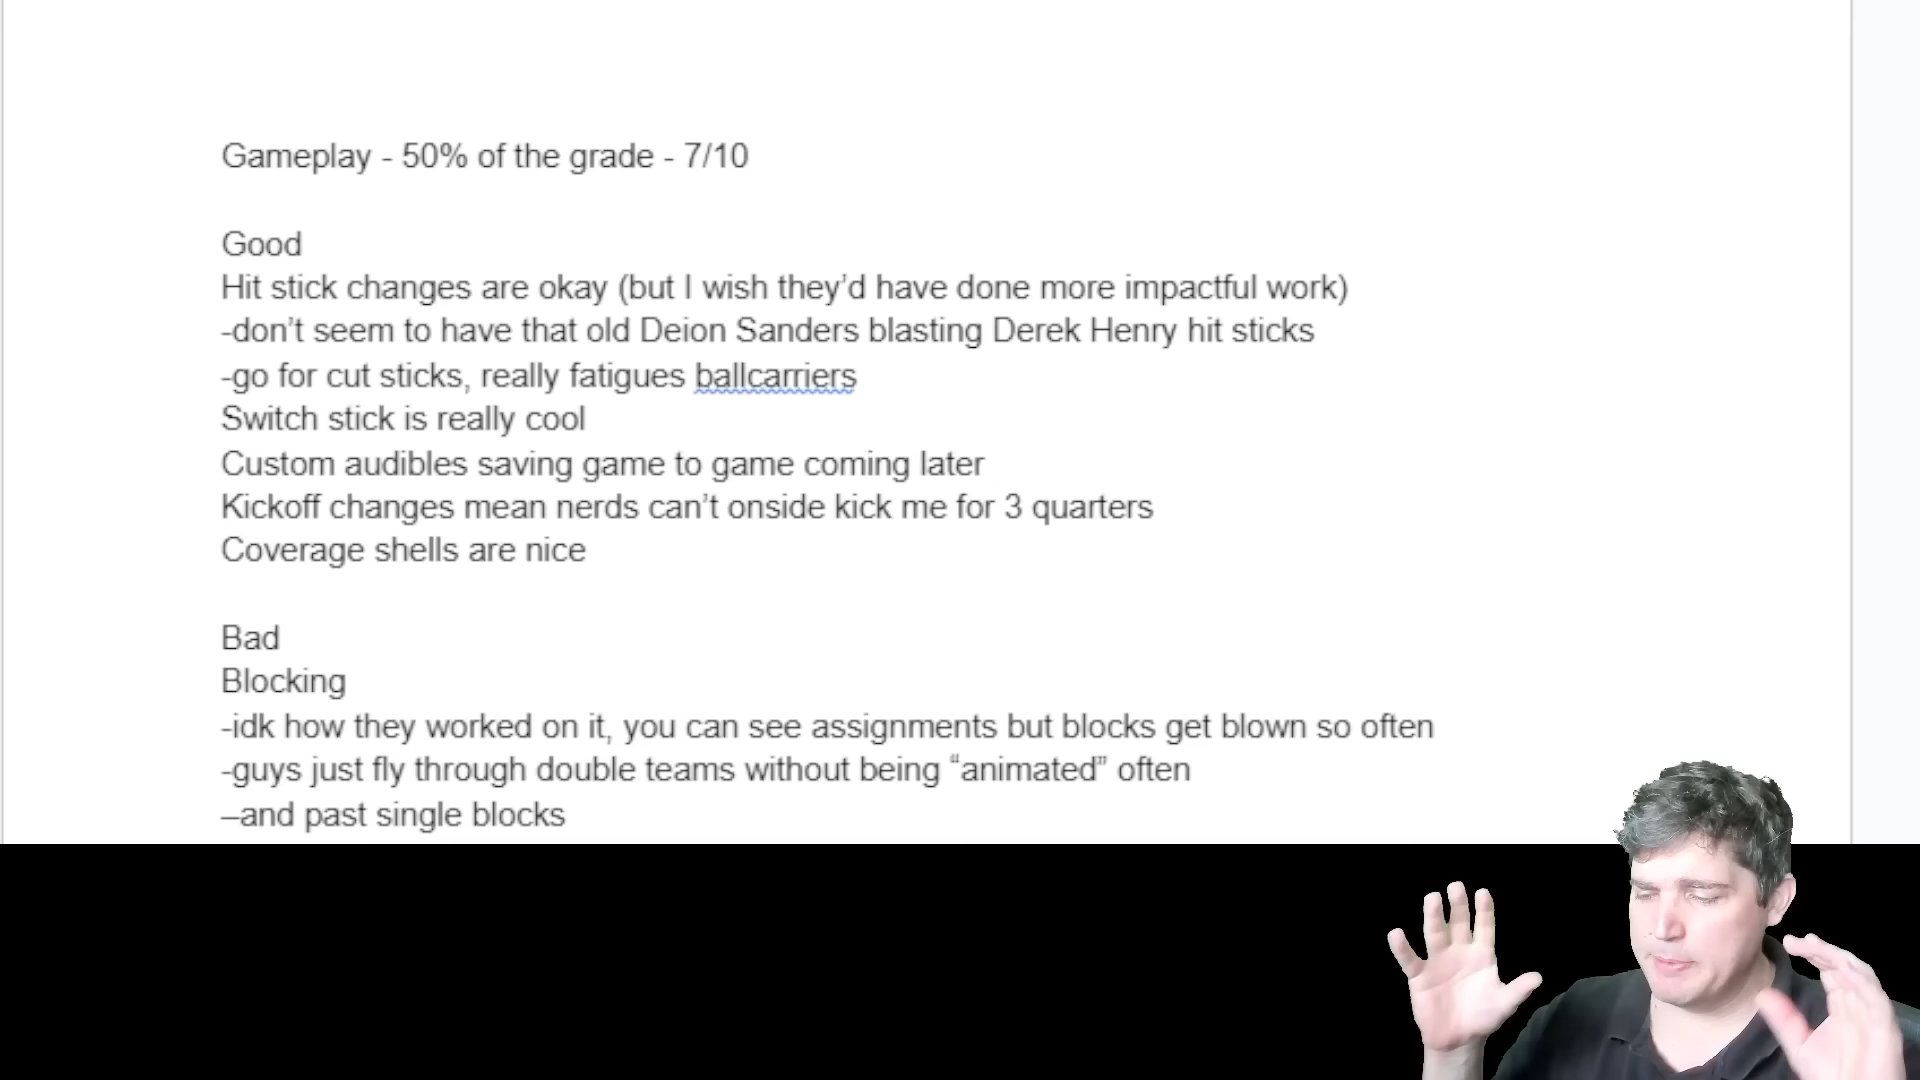 Gameplay - 50% of the grade - 7/10
Good
Hit stick changes are okay (but I wish they’d have done more impactful work)
-don’t seem to have that old Deion Sanders blasting Derek Henry hit sticks
-go for cut sticks, really fatigues ballcarriers
Switch stick is really cool
Custom audibles saving game to game coming later
Kickoff changes mean nerds can’t onside kick me for 3 quarters
Coverage shells are nice
Bad
Blocking
-idk how they worked on it, you can see assignments but blocks get blown so often
-guys just fly through double teams without being “animated” often
–and past single blocks